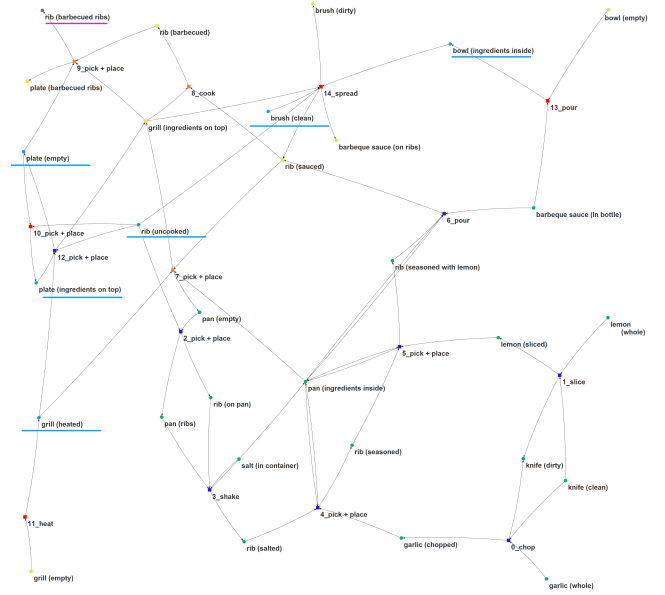 rib (barbecued ribs)
brush (dirty)
bowl (empty)
rib (barbecued)
bowl (ingredients inside)
9_pick + place
plate (barbecued ribs)
8_cook
14_spread
13_pour
brush (clean)
grill (ingredients on top)
barbeque sauce (on ribs)
plate (empty)
rib (sauced)
barbeque sauce (In bottle)
6_pour
10_pick + place
rib (uncooked)
12_pick + place
rib (seasoned with lemon)
7_pick + place
plate (ingredients on top)
pan (empty)
lemon
(whole)
2_pick + place
lemon (sliced)
5_pick + place
1_slice
pan (ingredients inside)
rib (on pan)
grill (heated)
pan (ribs)
rib (seasoned)
salt (in container)
knife (dirty)
knife (clean)
3_shake
4_pick + place
11_heat
rib (salted)
garlic (chopped)
0_chop
grill (empty)
garlic (whole)